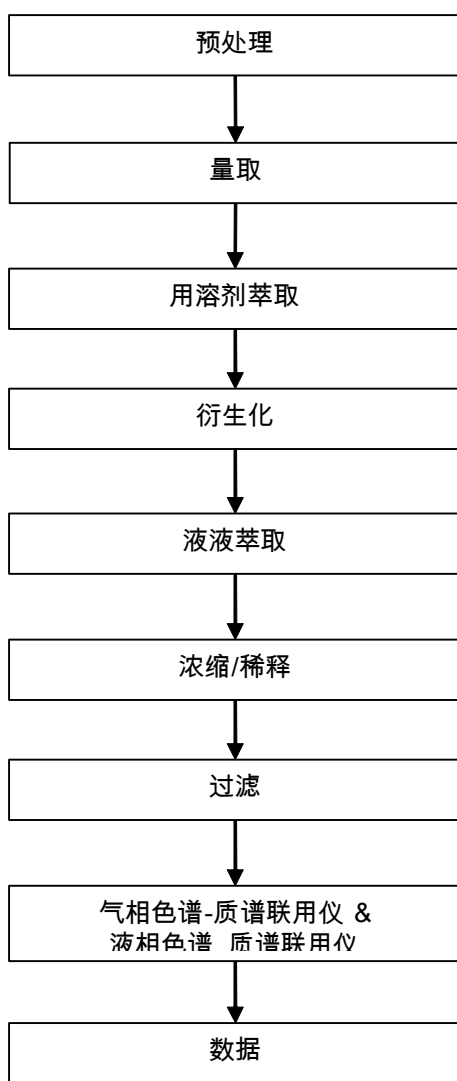 预处理
量取
用溶剂萃取
衍生化
液液萃取
浓缩/稀释
过滤
气相色谱-质谱联用仪 &
液相色谱 质谱联用仪
数据